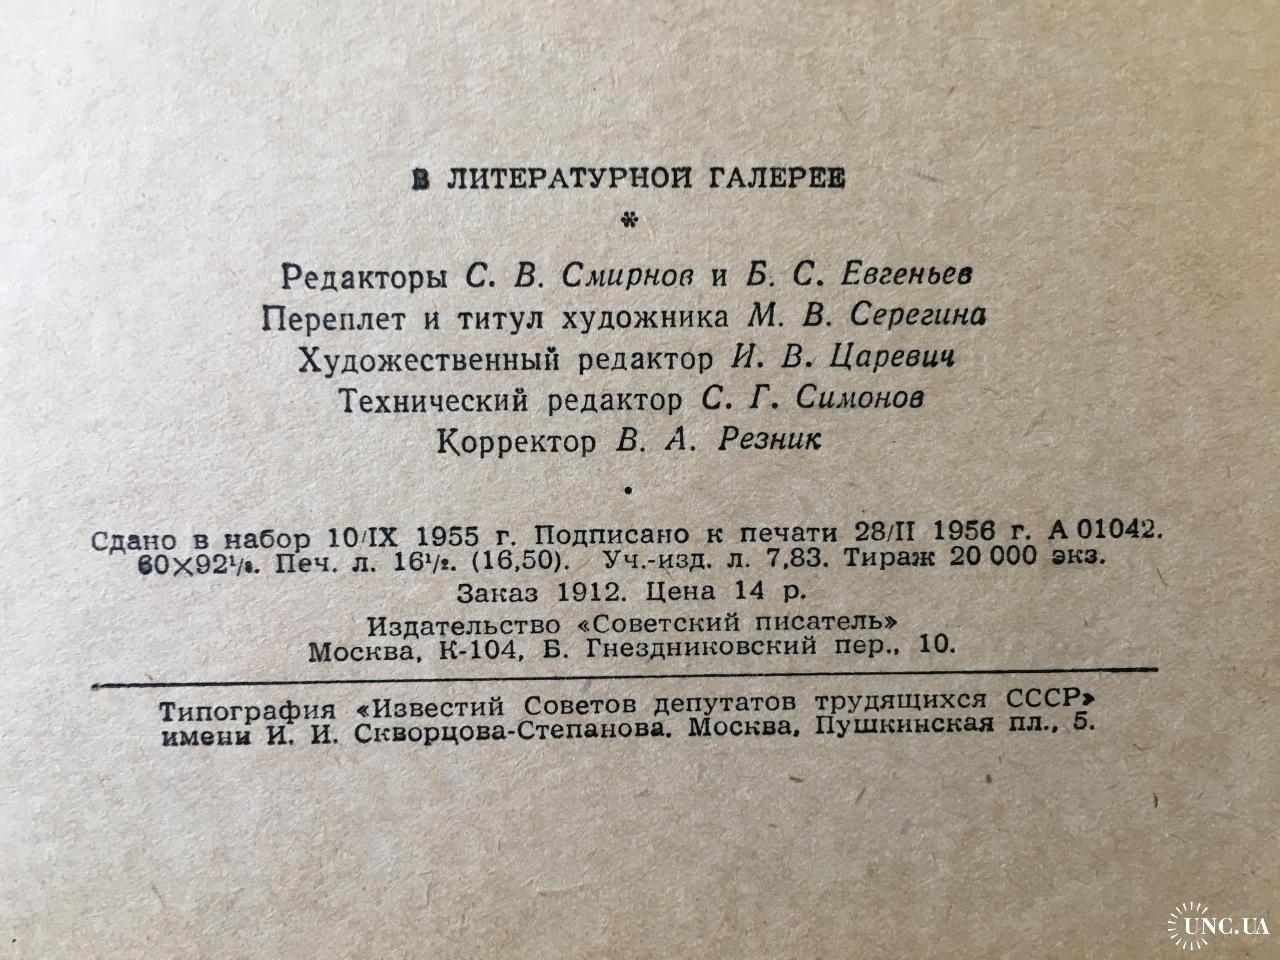 В ЛИТЕРАТУРНОЙ ГАЛЕРЕЕ
*
Редакторы С. В. Смирнов и Б. С. Евгеньев
Переплет и титул художника М. В. Серегина
Художественный редактор И. В. Царевич
Технический редактор С. Г. Симонов
Корректор В. А. Резник
Сдано в набор 10/IX 1955 г. Подписано к печати 28/II 1956 г. А 01042.
60×92¹/₈. Печ. л. 16¹/₂. (16,50). Уч.-изд. л. 7,83. Тираж 20 000 экз.
Заказ 1912. Цена 14 р.
Издательство «Советский писатель»
Москва, К-104, Б. Гнездниковский пер., 10.
Типография «Известий Советов депутатов трудящихся СССР»
имени И. И. Скворцова-Степанова. Москва, Пушкинская пл., 5.
UNC.UA